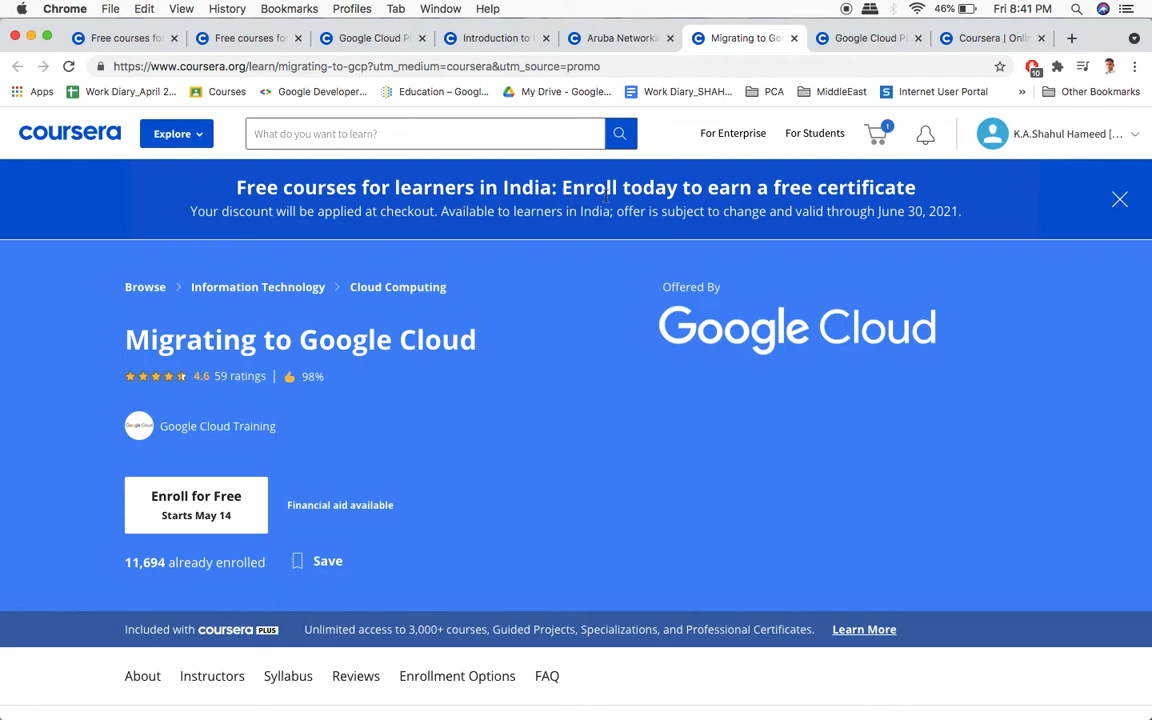 Chrome File Edit View History Bookmarks Profiles Tab Window Help 46% Fri 8:41 PM
Free courses fo Free courses for Google Cloud P Introduction to Aruba Networki Migrating to Go Google Cloud P Coursera | Onli
https://www.coursera.org/learn/migrating-to-gcp?utm_medium=coursera&utm_source=promo 10
Apps Work Diary_April 2... Courses Google Developer... Education – Googl... My Drive - Google... Work Diary_SHAH... PCA MiddleEast Internet User Portal » Other Bookmarks
coursera Explore What do you want to learn? For Enterprise For Students 1 K.A.Shahul Hameed [...
Free courses for learners in India: Enroll today to earn a free certificate
Your discount will be applied at checkout. Available to learners in India; offer is subject to change and valid through June 30, 2021.
Browse > Information Technology > Cloud Computing
Offered By
Google Cloud
Migrating to Google Cloud
4.6 59 ratings | 98%
Google Cloud Training
Enroll for Free
Starts May 14
Financial aid available
11,694 already enrolled Save
Included with coursera PLUS Unlimited access to 3,000+ courses, Guided Projects, Specializations, and Professional Certificates. Learn More
About Instructors Syllabus Reviews Enrollment Options FAQ